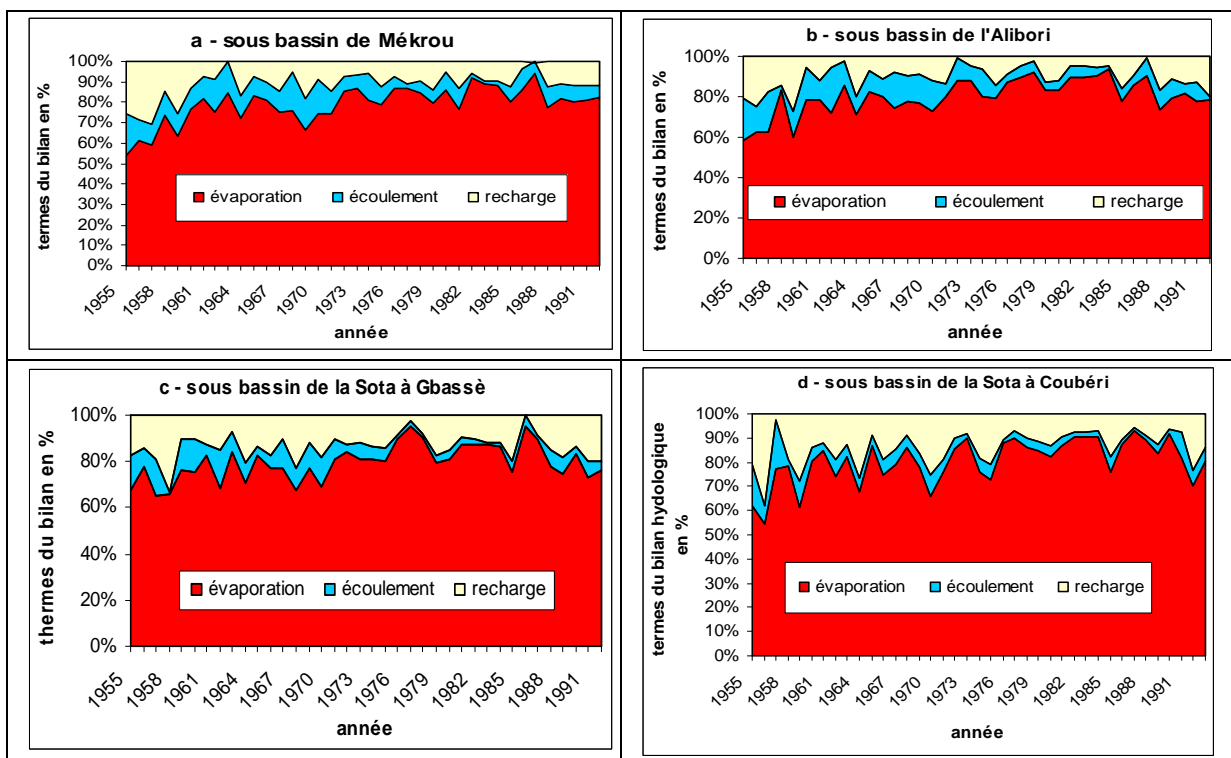 a - sous bassin de Mékrou
termes du bilan en %
100%
90%
80%
70%
60%
50%
40%
30%
20%
10%
0%
évaporation écoulement recharge
1955 1958 1961 1964 1967 1970 1973 1976 1979 1982 1985 1988 1991
année
b - sous bassin de l'Alibori
termes du bilan en %
100%
80%
60%
40%
20%
0%
évaporation écoulement recharge
1955 1958 1961 1964 1967 1970 1973 1976 1979 1982 1985 1988 1991
année
c - sous bassin de la Sota à Gbassè
thermes du bilan en %
100%
80%
60%
40%
20%
0%
évaporation écoulement recharge
1955 1958 1961 1964 1967 1970 1973 1976 1979 1982 1985 1988 1991
année
d - sous bassin de la Sota à Coubéri
termes du bilan hydologique
en %
100%
90%
80%
70%
60%
50%
40%
30%
20%
10%
0%
évaporation écoulement recharge
1955 1958 1961 1964 1967 1970 1973 1976 1979 1982 1985 1988 1991
année